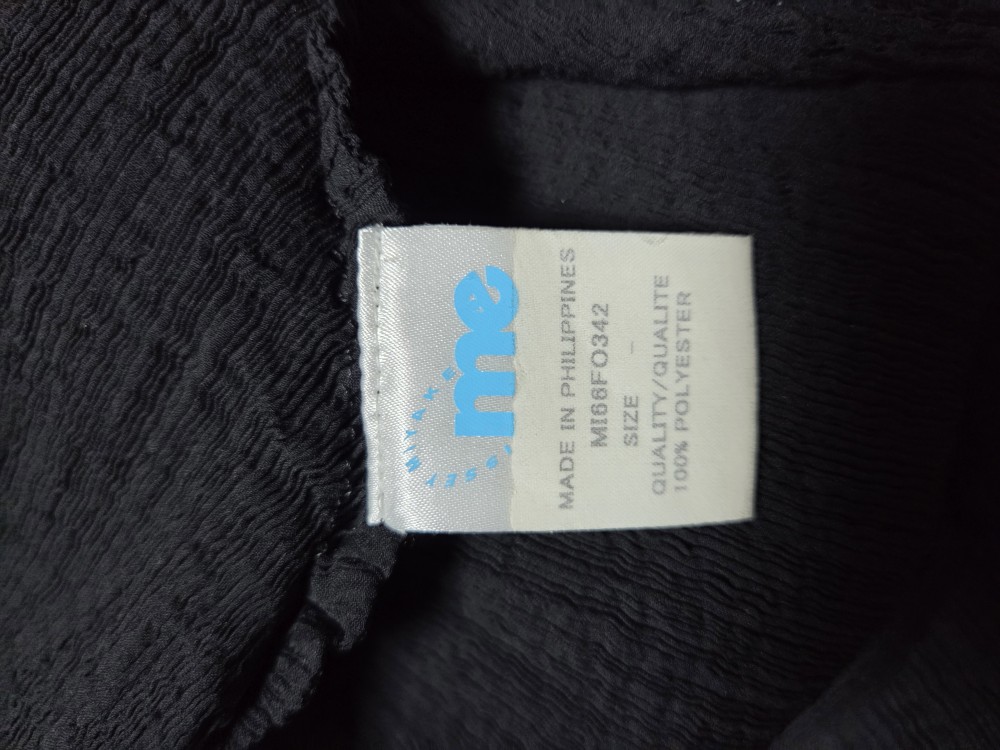 ISSEY MIYAKE
me
MADE IN PHILIPPINES
MI66FO342
SIZE –
QUALITY/QUALITE
100% POLYESTER